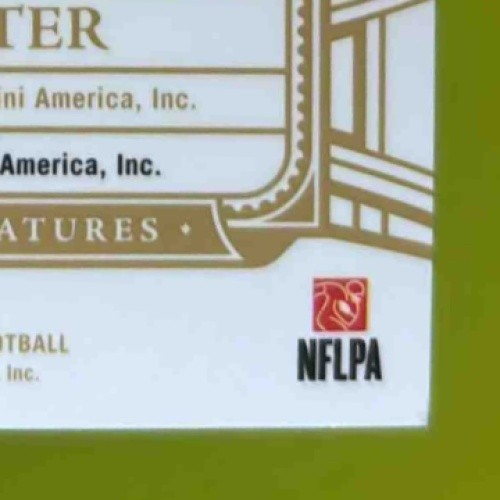 TER
ini America, Inc.
America, Inc.
ATURES
OTBALL
Inc.
NFLPA